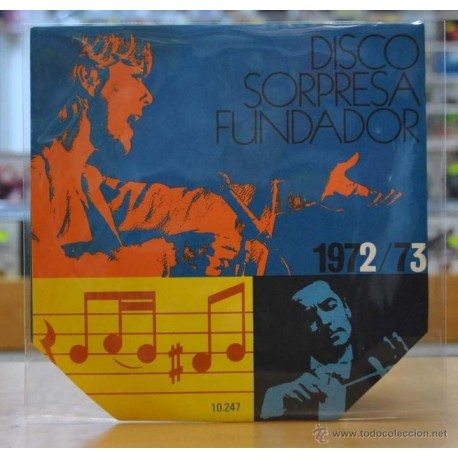 DISCO
SORPRESA
FUNDADOR
1972/73
10.247
www.todocoleccion.net